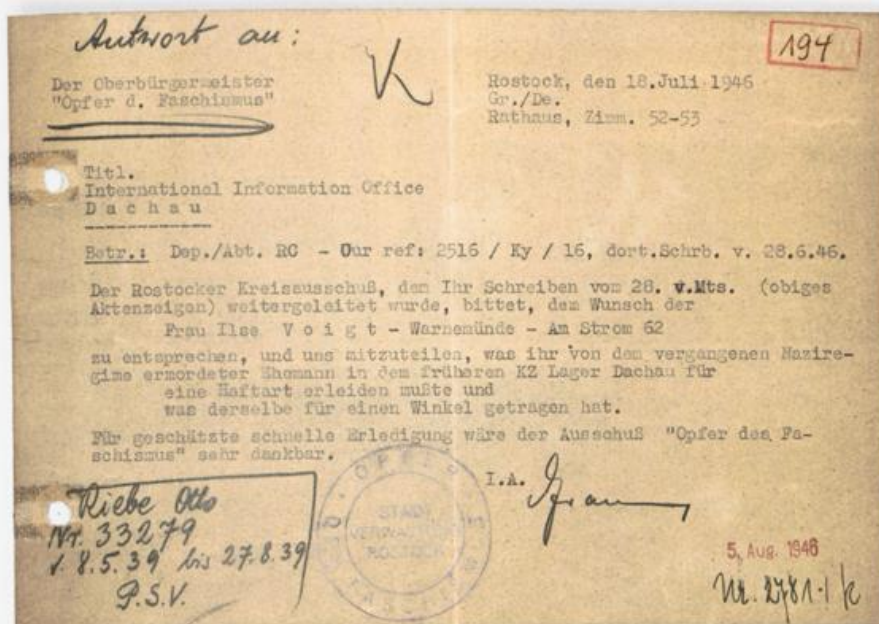 Antwort an:
194
K
Der Oberbürgermeister
"Opfer d. Faschismus"
Rostock, den 18.Juli 1946
Gr./De.
Rathaus, Zimm. 52-53
Titl.
International Information Office
D a c h a u
Betr.: Dep./Abt. RC - Our ref: 2516 / Ky / 16, dort.Schrb. v. 28.6.46.
Der Rostocker Kreisausschuß, dem Ihr Schreiben vom 28. v.Mts. (obiges
Aktenzeigen) weitergeleitet wurde, bittet, dem Wunsch der
Frau Ilse V o i g t - Warnemünde - Am Strom 62
zu entsprechen, und uns mitzuteilen, was ihr von dem vergangenen Nazire-
gime ermordeter Ehemann in dem früheren KZ Lager Dachau für
eine Haftart erleiden mußte und
was derselbe für einen Winkel getragen hat.
Für geschätzte schnelle Erledigung wäre der Ausschuß "Opfer des Fa-
schismus" sehr dankbar.
I.A.
OPFER
STADT
VERWALTUNG
ROSTOCK
FASCHISMUS
Riebe Otto
Nr. 33279
v. 8.5.39 bis 27.8.39
P.S.V.
5. Aug. 1946
Nr. 2781-1 k